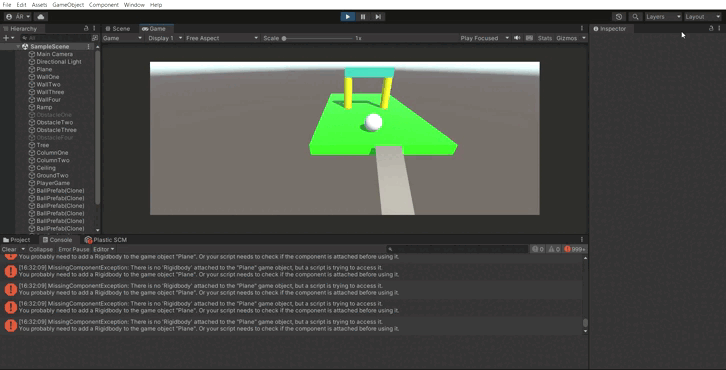 File Edit Assets GameObject Component Window Help
AR
Layers
Layout
Hierarchy
Scene
Game
Inspector
All
Game
Display 1
Free Aspect
Scale
1x
Play Focused
Stats
Gizmos
SampleScene
Main Camera
Directional Light
Plane
WallOne
WallTwo
WallThree
WallFour
Ramp
ObstacleOne
ObstacleTwo
ObstacleThree
ObstacleFour
Tree
ColumnOne
ColumnTwo
Ceiling
GroundTwo
PlayerGame
BallPrefab(Clone)
BallPrefab(Clone)
BallPrefab(Clone)
BallPrefab(Clone)
BallPrefab(Clone)
BallPrefab(Clone)
Project
Console
Plastic SCM
Clear
Collapse
Error Pause
Editor
0
0
999+
You probably need to add a Rigidbody to the game object "Plane". Or your script needs to check if the component is attached before using it.
[16:32:09] MissingComponentException: There is no 'Rigidbody' attached to the "Plane" game object, but a script is trying to access it.
You probably need to add a Rigidbody to the game object "Plane". Or your script needs to check if the component is attached before using it.
[16:32:09] MissingComponentException: There is no 'Rigidbody' attached to the "Plane" game object, but a script is trying to access it.
You probably need to add a Rigidbody to the game object "Plane". Or your script needs to check if the component is attached before using it.
[16:32:09] MissingComponentException: There is no 'Rigidbody' attached to the "Plane" game object, but a script is trying to access it.
You probably need to add a Rigidbody to the game object "Plane". Or your script needs to check if the component is attached before using it.
[16:32:09] MissingComponentException: There is no 'Rigidbody' attached to the "Plane" game object, but a script is trying to access it.
You probably need to add a Rigidbody to the game object "Plane". Or your script needs to check if the component is attached before using it.